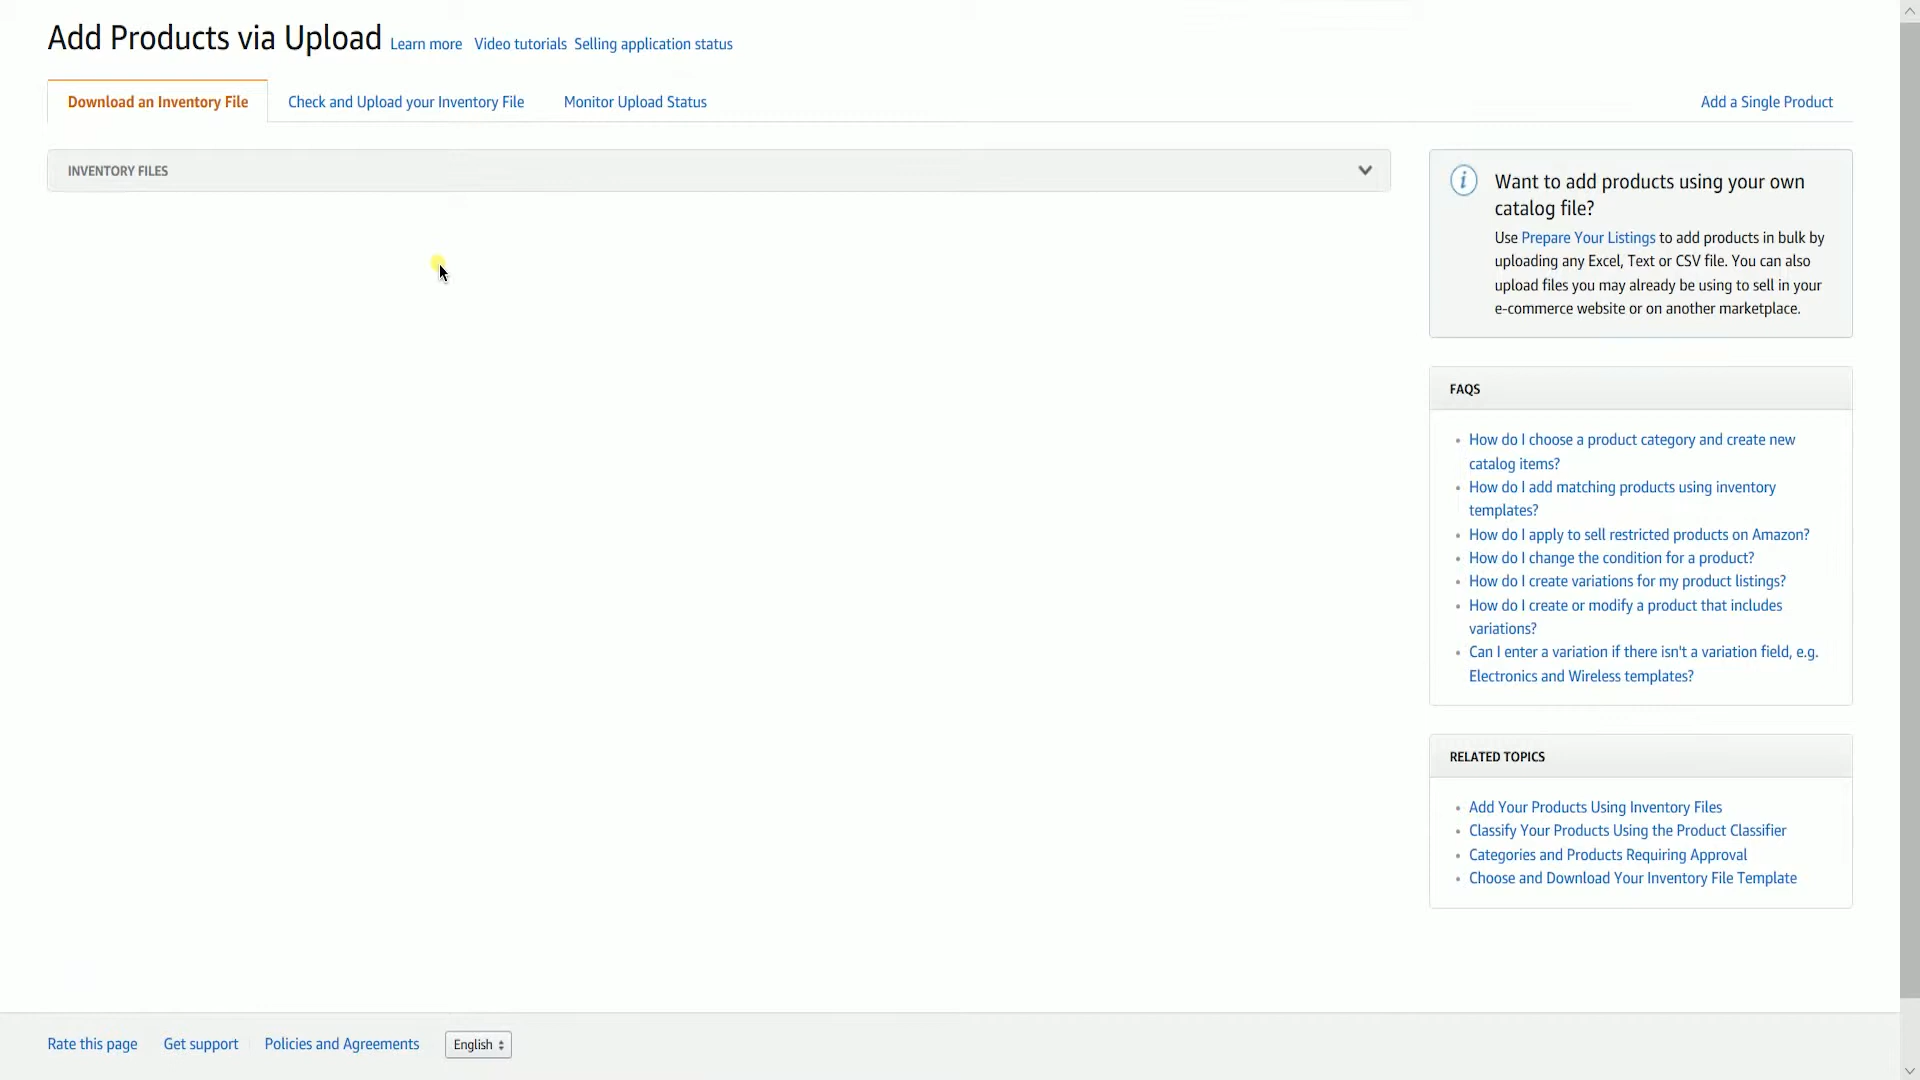 Add Products via Upload Learn more Video tutorials Selling application status
Download an Inventory File Check and Upload your Inventory File Monitor Upload Status Add a Single Product
INVENTORY FILES
Want to add products using your own
catalog file?
Use Prepare Your Listings to add products in bulk by
uploading any Excel, Text or CSV file. You can also
upload files you may already be using to sell in your
e-commerce website or on another marketplace.
FAQS
How do I choose a product category and create new
catalog items?
How do I add matching products using inventory
templates?
How do I apply to sell restricted products on Amazon?
How do I change the condition for a product?
How do I create variations for my product listings?
How do I create or modify a product that includes
variations?
Can I enter a variation if there isn't a variation field, e.g.
Electronics and Wireless templates?
RELATED TOPICS
Add Your Products Using Inventory Files
Classify Your Products Using the Product Classifier
Categories and Products Requiring Approval
Choose and Download Your Inventory File Template
Rate this page Get support Policies and Agreements English